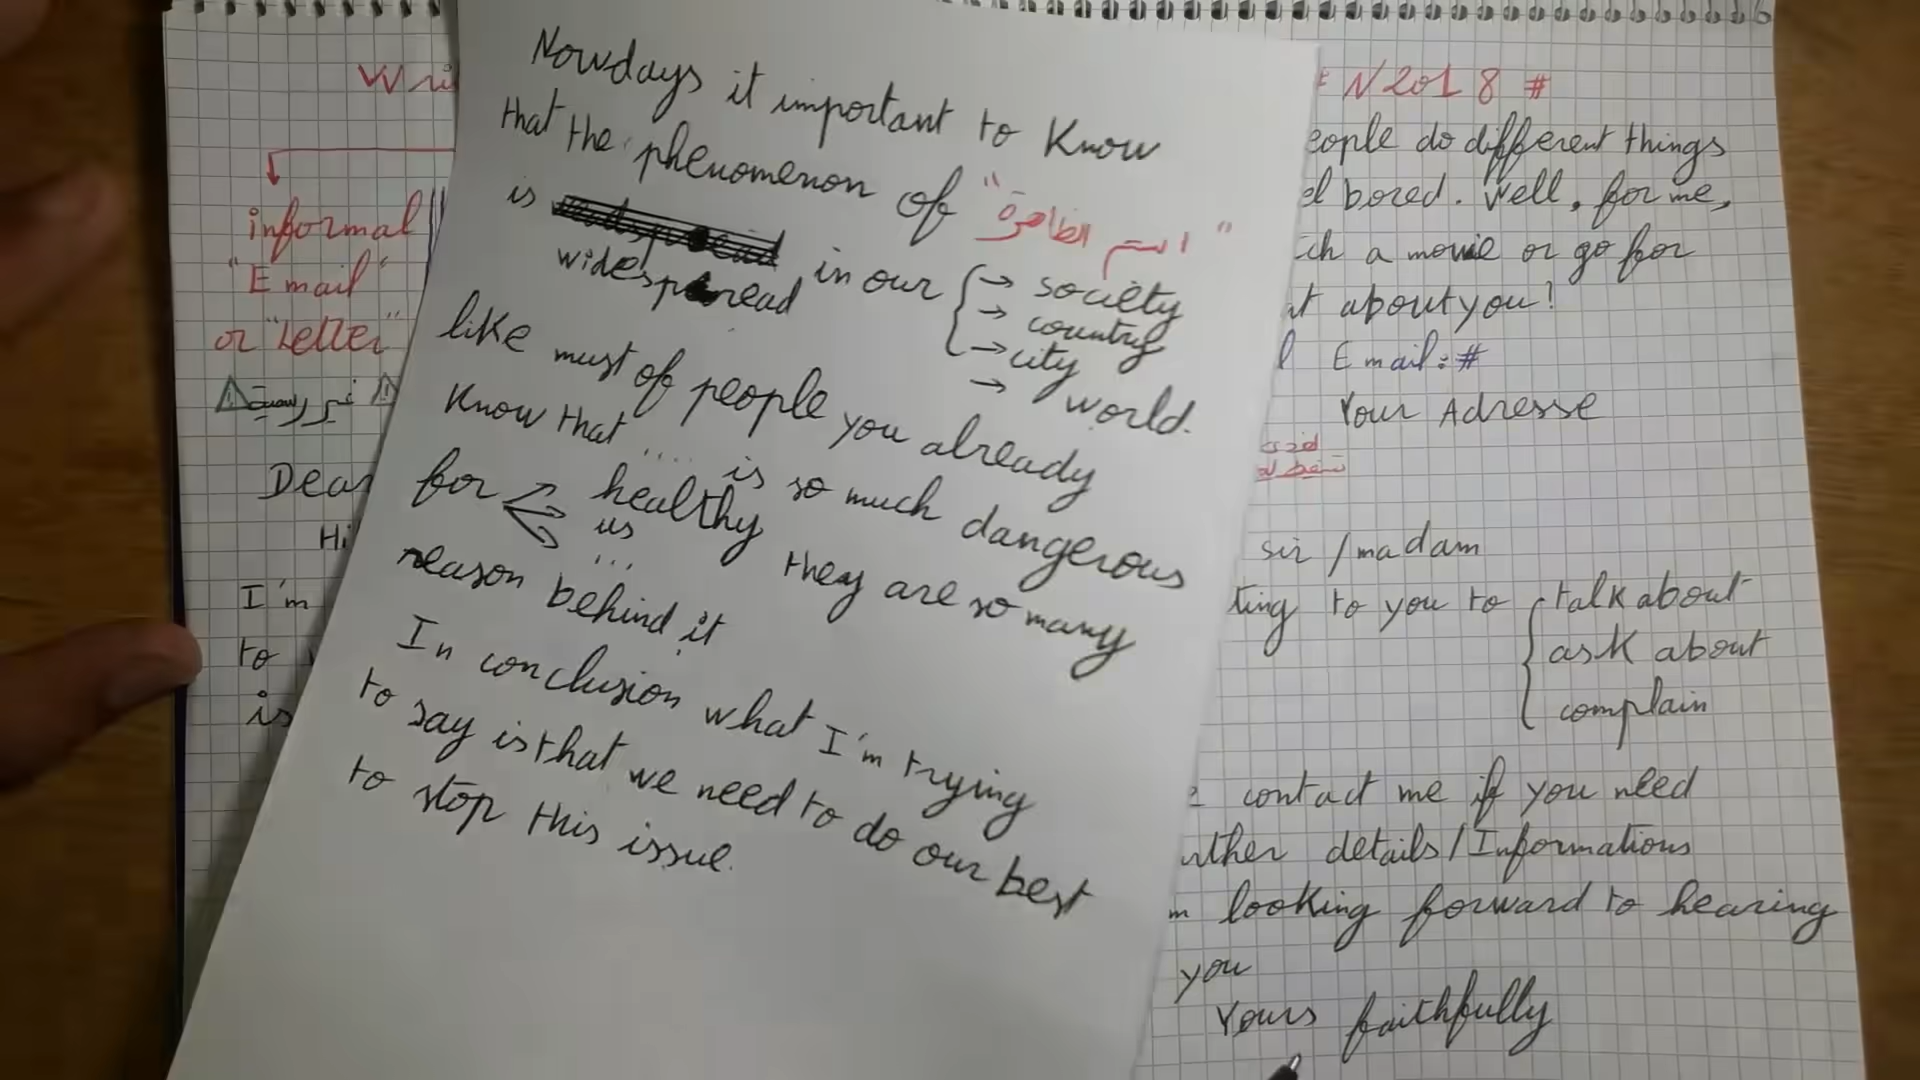 Nowdays it important to Know
that the phenomenon of "اسم الظاهرة"
is widespread in our → society
→ country
→ city
→ world.
like must of people you already
Know that .... is so much dangerous
for healthy they are so many
us
...
reason behind it
In conclusion what I'm trying
to say is that we need to do our best
to stop this issue.
Wri
informal
"Email"
or "Letter"
غير رسمية
Dear
Hi
I'm
to
is
# N2018 #
eople do different things
el bored. Well, for me,
ch a movie or go for
t about you?
l Email:#
Your Adresse
sir / madam
ting to you to talk about
ask about
complain
contact me if you need
rther details / Informations
m looking forward to hearing
you
Yours faithfully